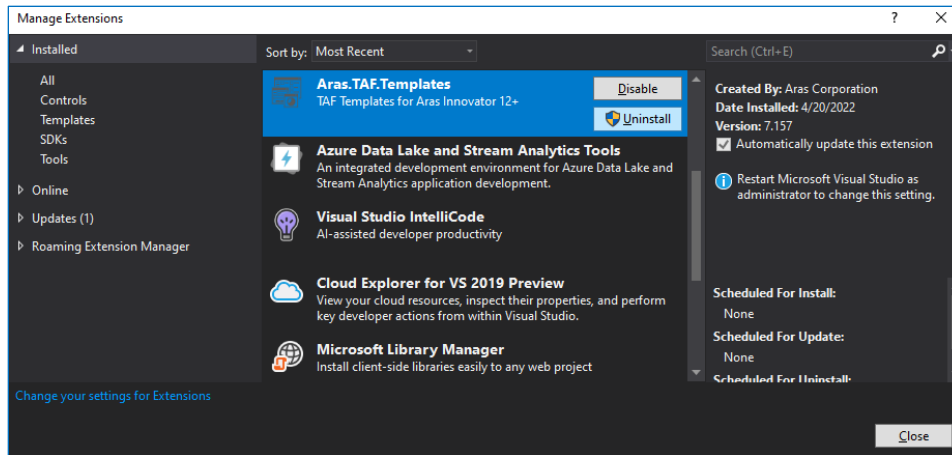 Manage Extensions
?
Installed
All
Controls
Templates
SDKs
Tools
Online
Updates (1)
Roaming Extension Manager
Change your settings for Extensions
Sort by: Most Recent
Aras.TAF.Templates
TAF Templates for Aras Innovator 12+
Disable
Uninstall
Azure Data Lake and Stream Analytics Tools
An integrated development environment for Azure Data Lake and
Stream Analytics application development.
Visual Studio IntelliCode
AI-assisted developer productivity
Cloud Explorer for VS 2019 Preview
View your cloud resources, inspect their properties, and perform
key developer actions from within Visual Studio.
Microsoft Library Manager
Install client-side libraries easily to any web project
Search (Ctrl+E)
Created By: Aras Corporation
Date Installed: 4/20/2022
Version: 7.157
Automatically update this extension
Restart Microsoft Visual Studio as
administrator to change this setting.
Scheduled For Install:
None
Scheduled For Update:
None
Scheduled For Uninstall:
Close